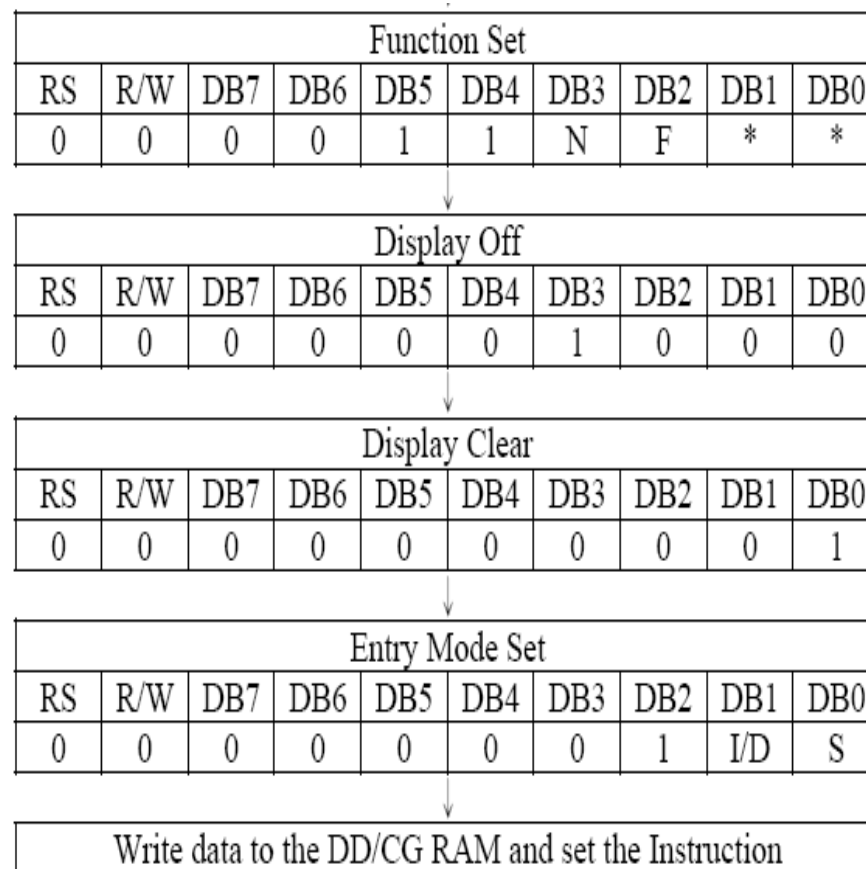 Function Set
RS R/W DB7 DB6 DB5 DB4 DB3 DB2 DB1 DB0
0 0 0 0 1 1 N F * *
Display Off
RS R/W DB7 DB6 DB5 DB4 DB3 DB2 DB1 DB0
0 0 0 0 0 0 1 0 0 0
Display Clear
RS R/W DB7 DB6 DB5 DB4 DB3 DB2 DB1 DB0
0 0 0 0 0 0 0 0 0 1
Entry Mode Set
RS R/W DB7 DB6 DB5 DB4 DB3 DB2 DB1 DB0
0 0 0 0 0 0 0 1 I/D S
Write data to the DD/CG RAM and set the Instruction